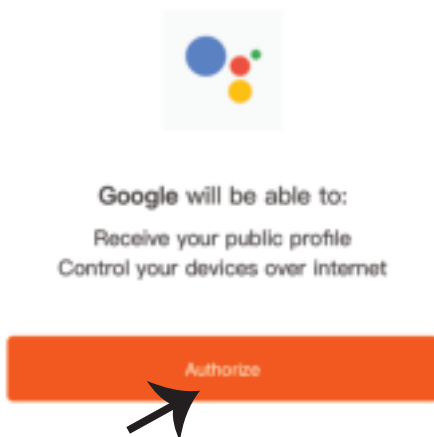 Google will be able to:
Receive your public profile
Control your devices over Internet
Authorize